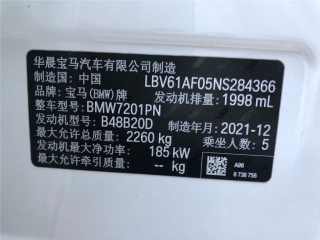 华晨宝马汽车有限公司制造
制造国：中国 LBV61AF05NS284366
品牌：宝马(BMW)牌 发动机排量：1998 mL
整车型号：BMW7201PN
发动机型号：B48B20D 制造年月：2021-12
最大允许总质量：2260 kg 乘坐人数：5
发动机最大净功率：185 kW
最大允许牵引质量：-- kg
A96
8 738 756